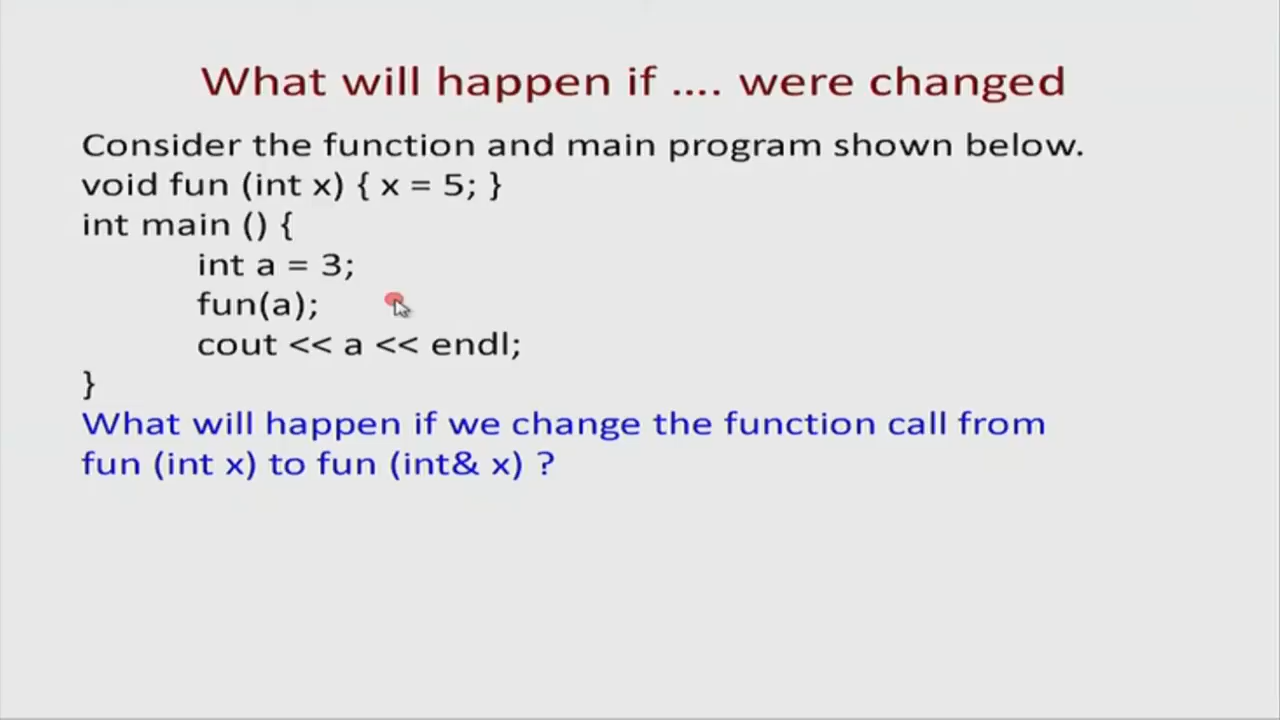 What will happen if .... were changed
Consider the function and main program shown below.
void fun (int x) { x = 5; }
int main () {
int a = 3;
fun(a);
cout << a << endl;
}
What will happen if we change the function call from
fun (int x) to fun (int& x) ?